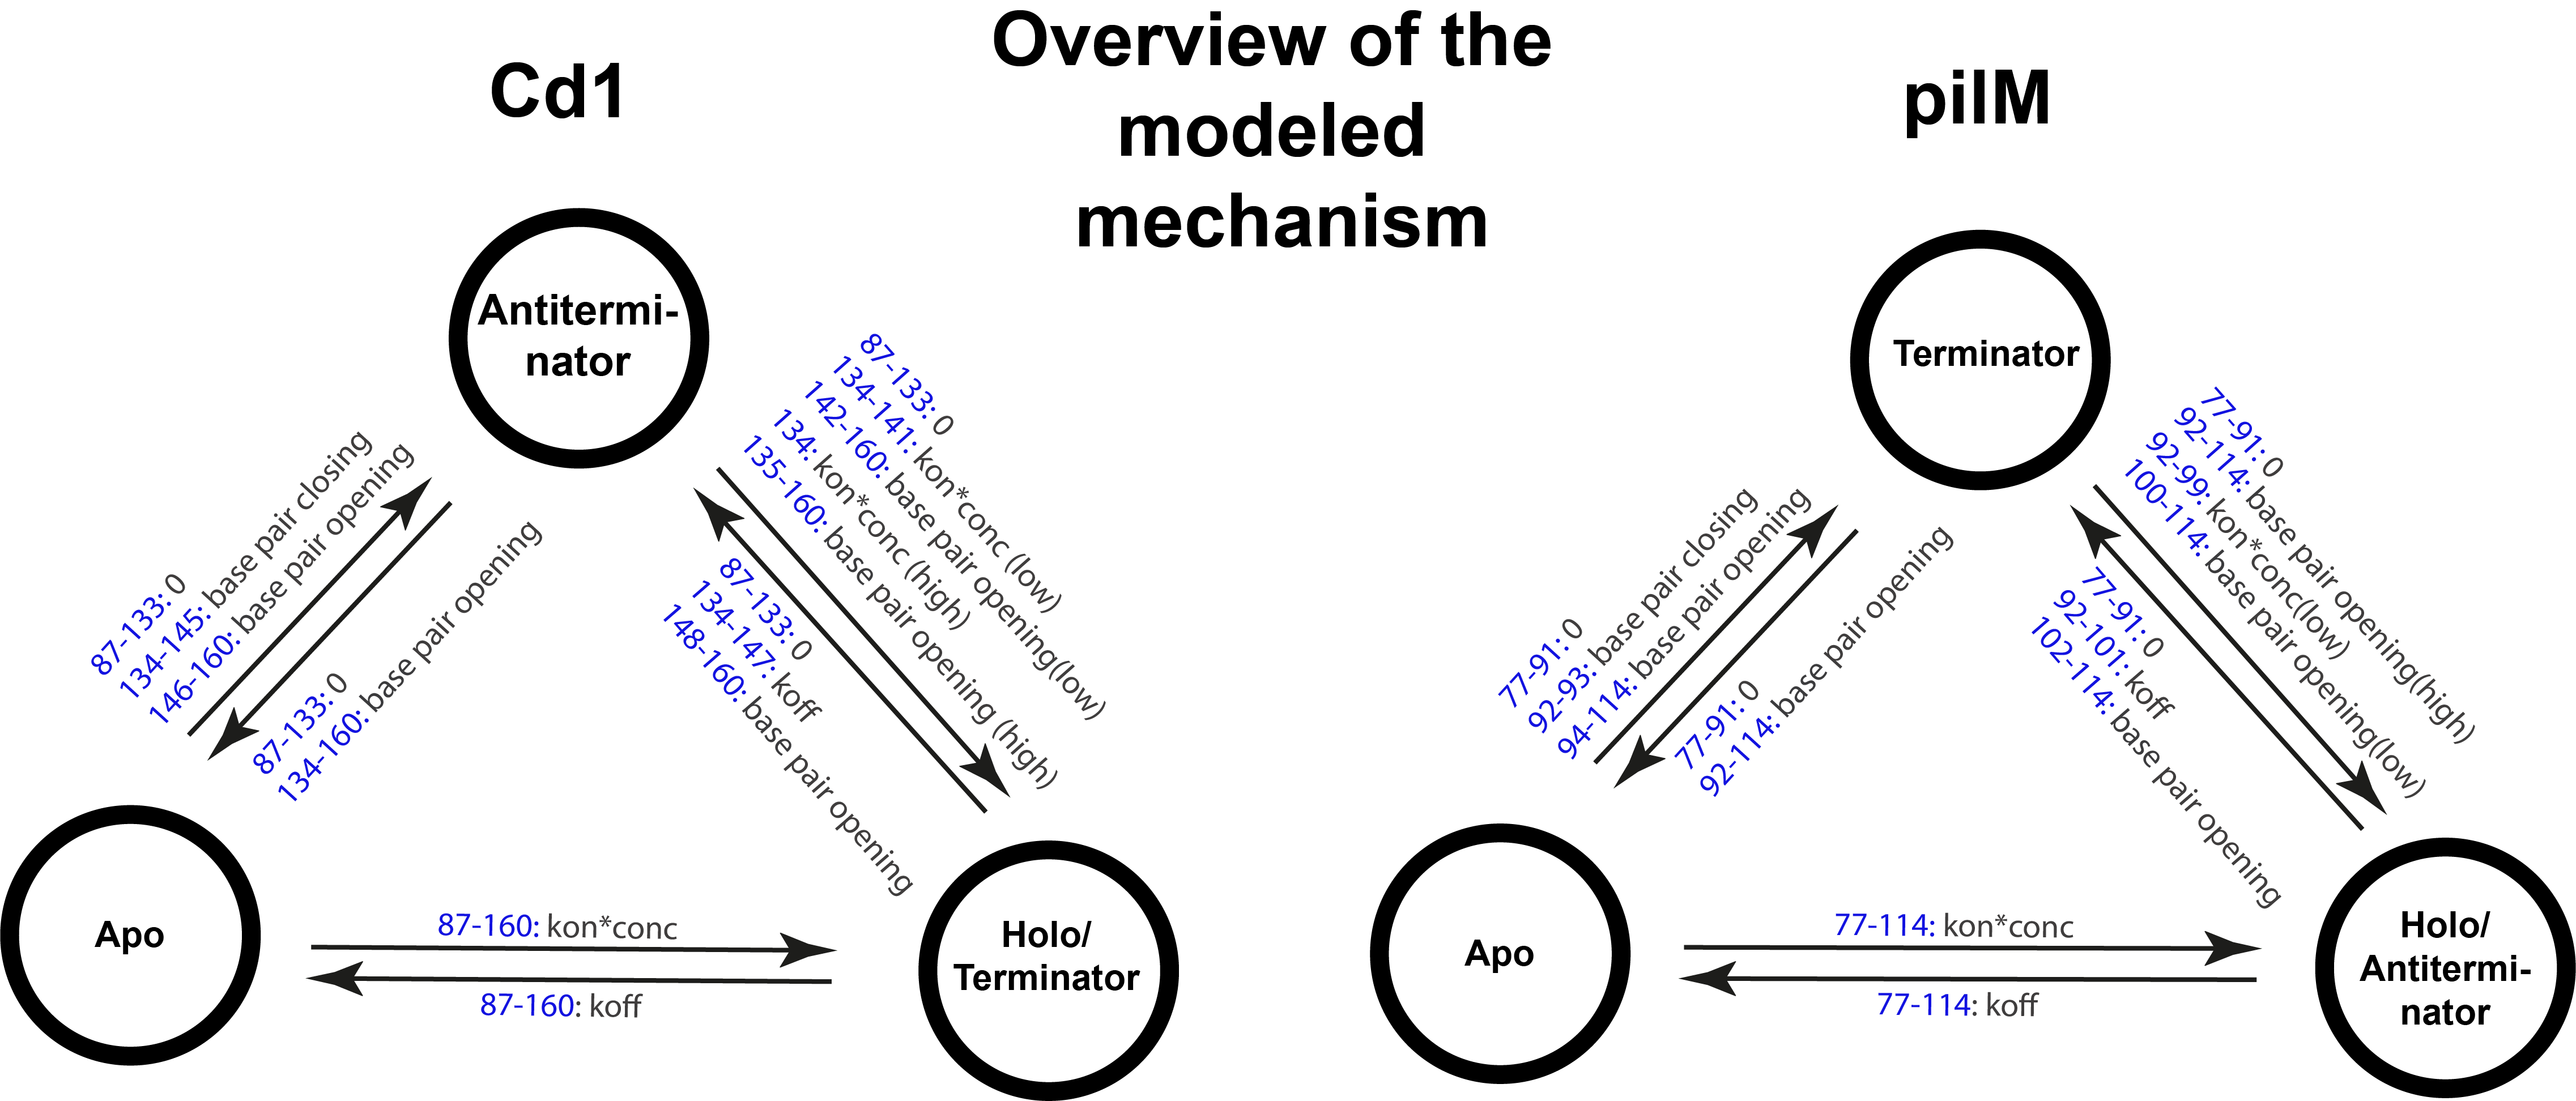 Overview of the
modeled
mechanism
Cd1
Antitermi-
nator
87-133: 0
134-145: base pair closing
146-160: base pair opening
87-133: 0
134-160: base pair opening
87-133: 0
134-141: kon*conc (low)
142-160: base pair opening(low)
134: kon*conc (high)
135-160: base pair opening (high)
87-133: 0
134-147: koff
148-160: base pair opening
Apo
87-160: kon*conc
87-160: koff
Holo/
Terminator
pilM
Terminator
77-91: 0
92-93: base pair closing
94-114: base pair opening
77-91: 0
92-114: base pair opening
77-91: 0
92-114: base pair opening(high)
92-99: kon*conc(low)
100-114: base pair opening(low)
77-91: 0
92-101: koff
102-114: base pair opening
Apo
77-114: kon*conc
77-114: koff
Holo/
Antitermi-
nator